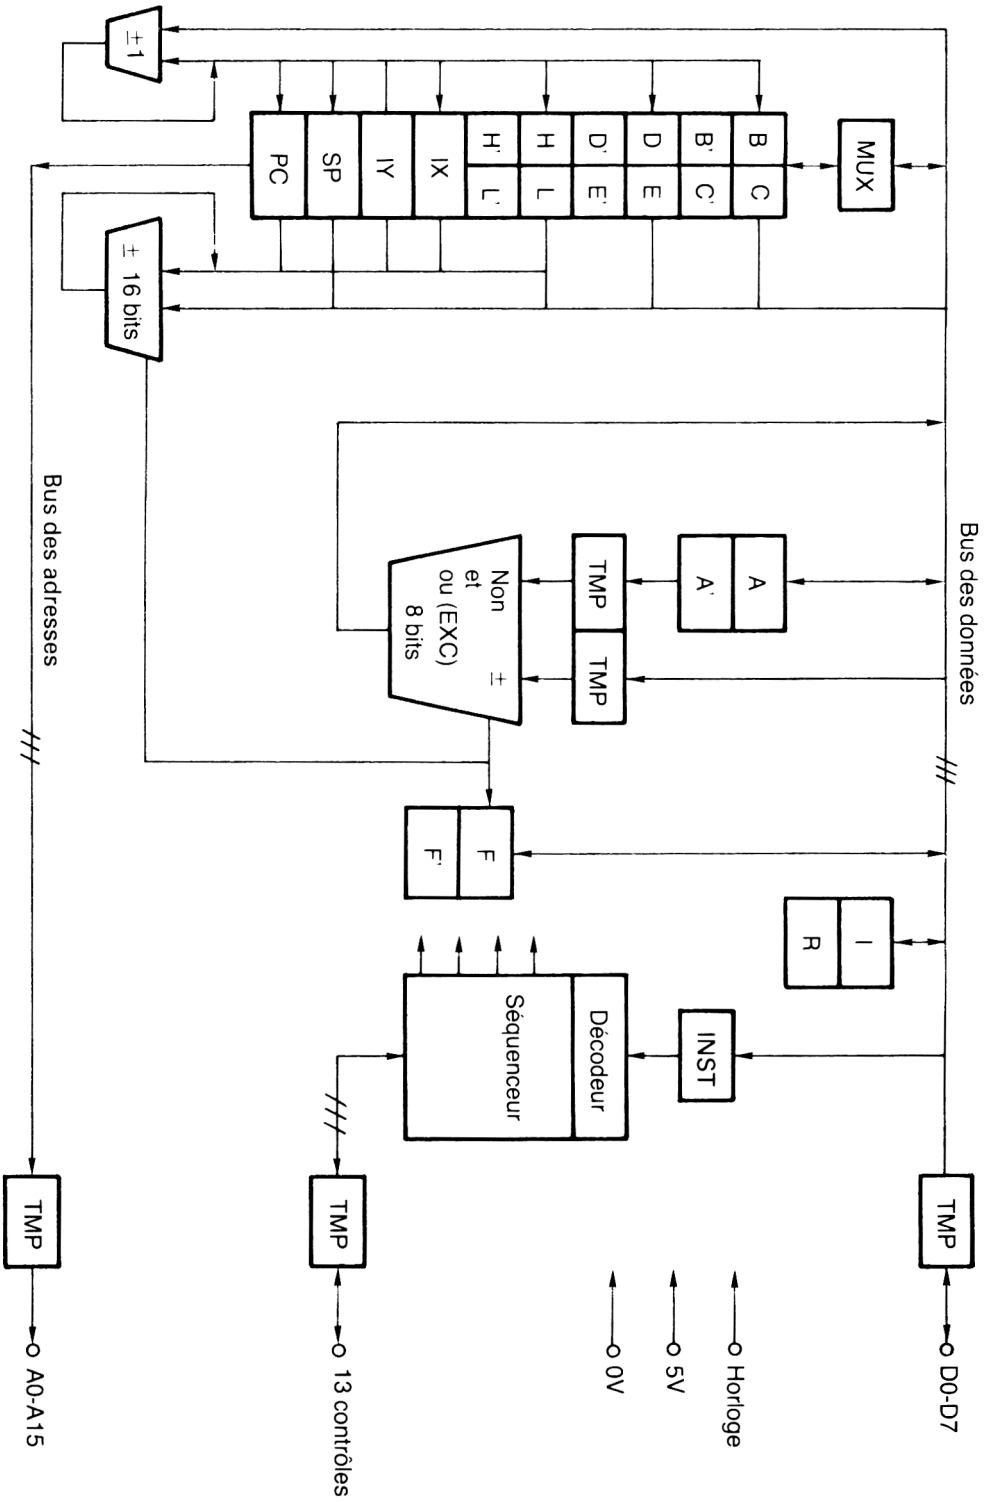 Bus des données
MUX
B
C
B'
C'
D
E
D'
E'
H
L
H'
L'
IX
IY
SP
PC
±1
± 16 bits
A
A'
TMP
TMP
Non
et
ou (EXC)
8 bits
±
F
F'
I
R
INST
Décodeur
Séquenceur
TMP
D0-D7
Horloge
5V
0V
TMP
13 contrôles
TMP
A0-A15
Bus des adresses